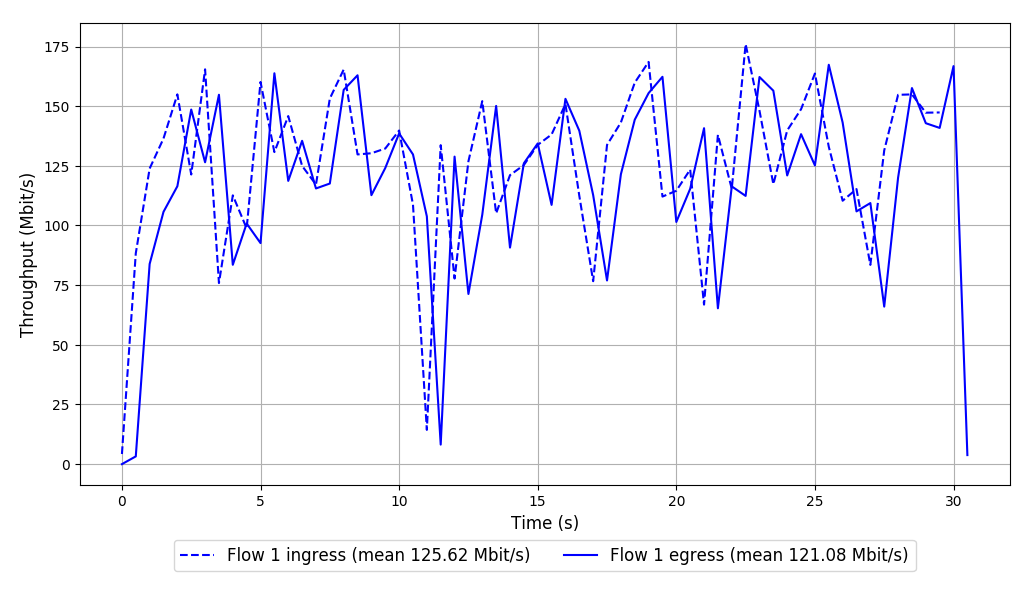 Throughput (Mbit/s)
175
150
125
100
75
50
25
0
0 5 10 15 20 25 30
Time (s)
Flow 1 ingress (mean 125.62 Mbit/s) Flow 1 egress (mean 121.08 Mbit/s)